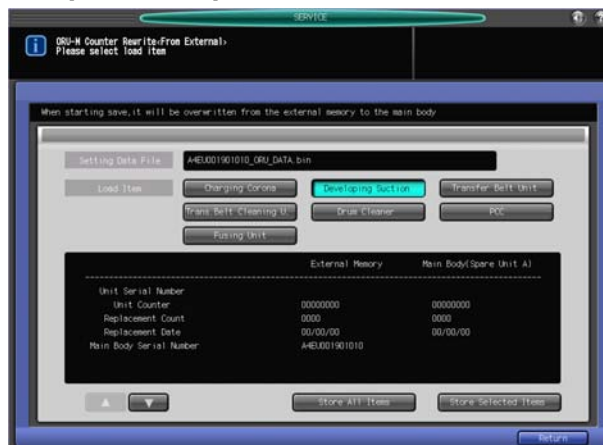 SERVICE
ORU-M Counter Rewrite<From External>
Please select load item
When starting save,it will be overwritten from the external memory to the main body
Setting Data File A4EU001901010_ORU_DATA.bin
Load Item Charging Corona Developing Suction Transfer Belt Unit
Trans.Belt Cleaning U. Drum Cleaner PCC
Fusing Unit
External Memory Main Body(Spare Unit A)
Unit Serial Number
Unit Counter 00000000 00000000
Replacement Count 0000 0000
Replacement Date 00/00/00 00/00/00
Main Body Serial Number A4EU001901010
Store All Items Store Selected Items
Return